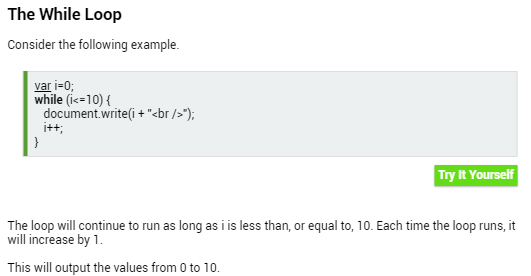 The While Loop
Consider the following example.
var i=0;
while (i<=10) {
document.write(i + "<br />");
i++;
}
Try It Yourself
The loop will continue to run as long as i is less than, or equal to, 10. Each time the loop runs, it
will increase by 1.
This will output the values from 0 to 10.